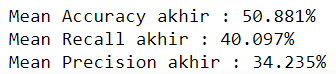 Mean Accuracy akhir : 50.881%
Mean Recall akhir : 40.097%
Mean Precision akhir : 34.235%